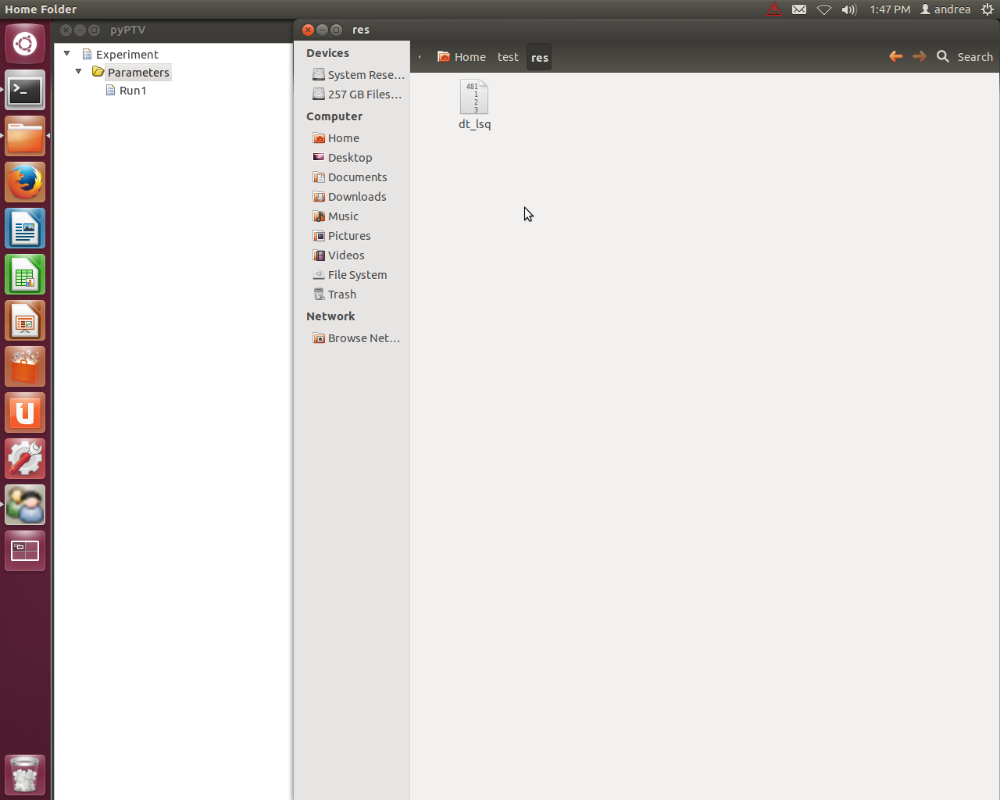 Home Folder
1:47 PM
andrea
pyPTV
res
Experiment
Parameters
Run1
Devices
System Rese...
257 GB Files...
Computer
Home
Desktop
Documents
Downloads
Music
Pictures
Videos
File System
Trash
Network
Browse Net...
Home
test
res
Search
481
1
2
3
dt_lsq